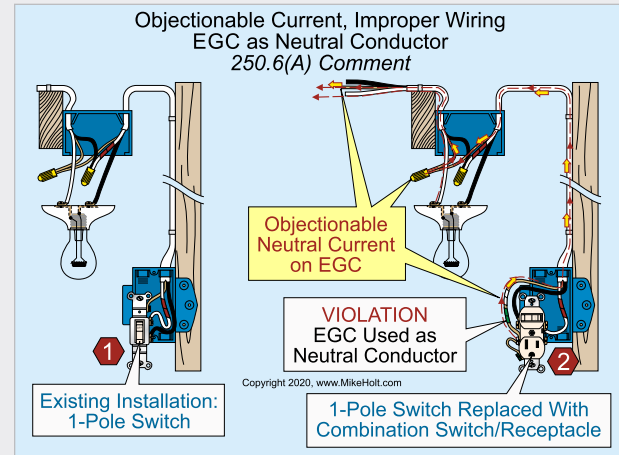 Objectionable Current, Improper Wiring
EGC as Neutral Conductor
250.6(A) Comment
Objectionable
Neutral Current
on EGC
VIOLATION
EGC Used as
Neutral Conductor
1
2
Copyright 2020, www.MikeHolt.com
Existing Installation:
1-Pole Switch
1-Pole Switch Replaced With
Combination Switch/Receptacle